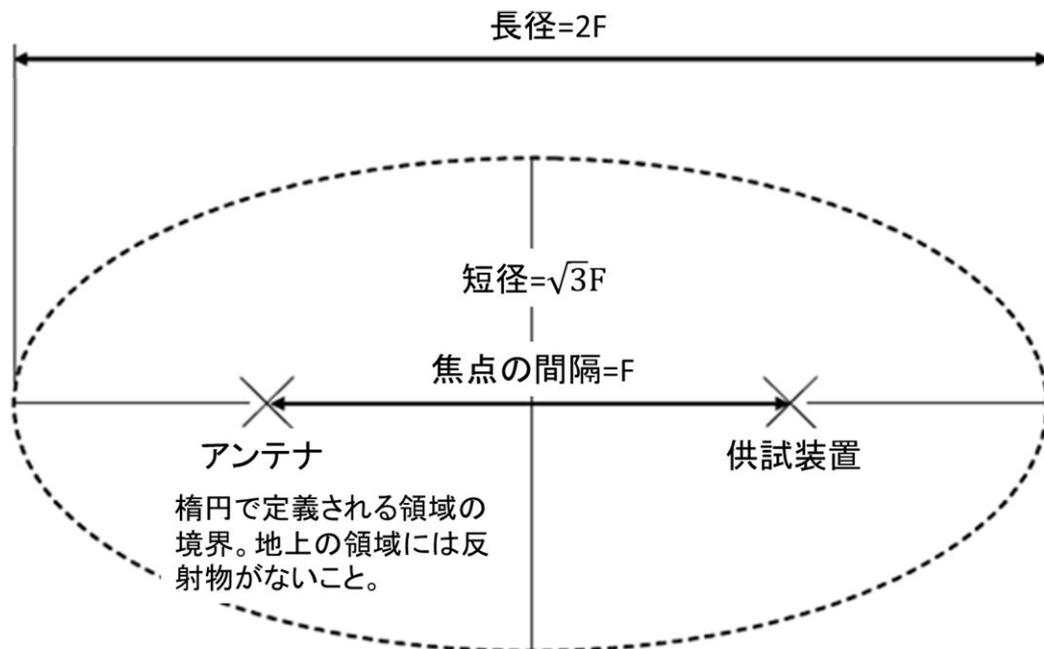 長径=2F
短径=√3F
焦点の間隔=F
アンテナ
供試装置
楕円で定義される領域の
境界。地上の領域には反
射物がないこと。